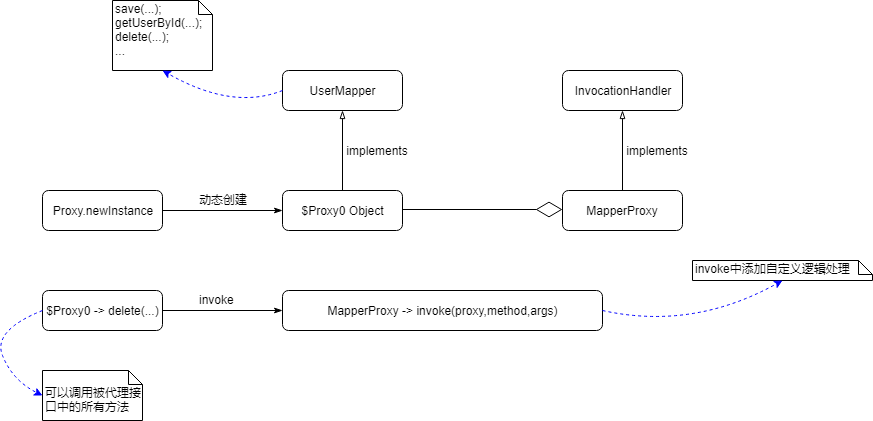 save(...);
getUserById(...);
delete(...);
...
UserMapper
InvocationHandler
implements
implements
Proxy.newInstance
动态创建
$Proxy0 Object
MapperProxy
invoke中添加自定义逻辑处理
$Proxy0 -> delete(...)
invoke
MapperProxy -> invoke(proxy,method,args)
可以调用被代理接
口中的所有方法